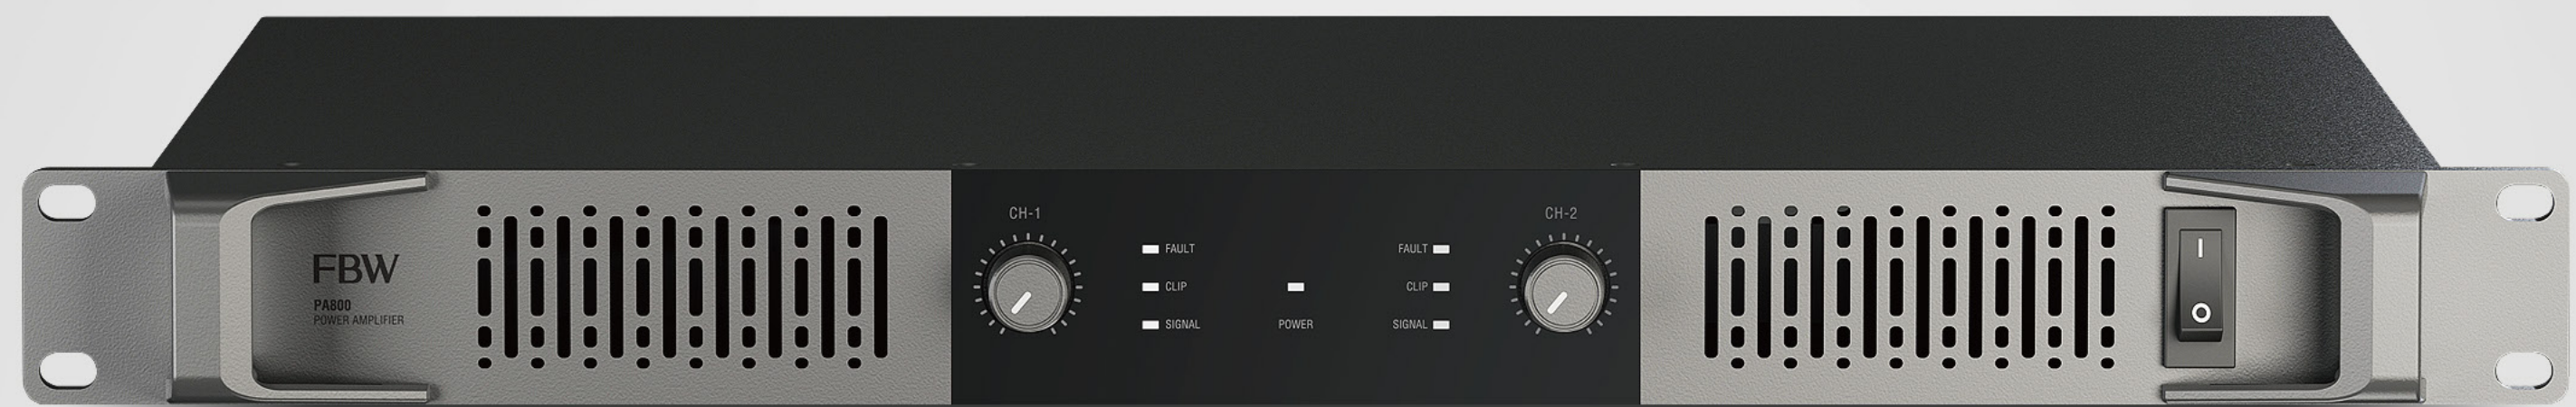 FBW
PA800
POWER AMPLIFIER
CH-1
FAULT
CLIP
SIGNAL
POWER
FAULT
CLIP
SIGNAL
CH-2
I
O